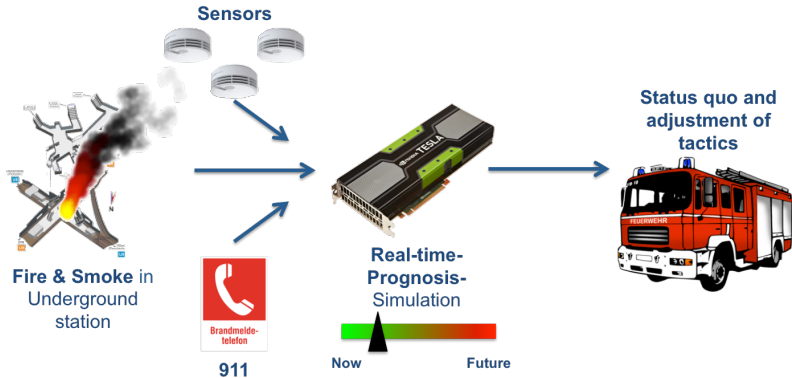 Sensors
Fire & Smoke in
Underground
station
Brandmelde-
telefon
911
NVIDIA
TESLA
Real-time-
Prognosis-
Simulation
Now
Future
Status quo and
adjustment of
tactics
FEUERWEHR
N